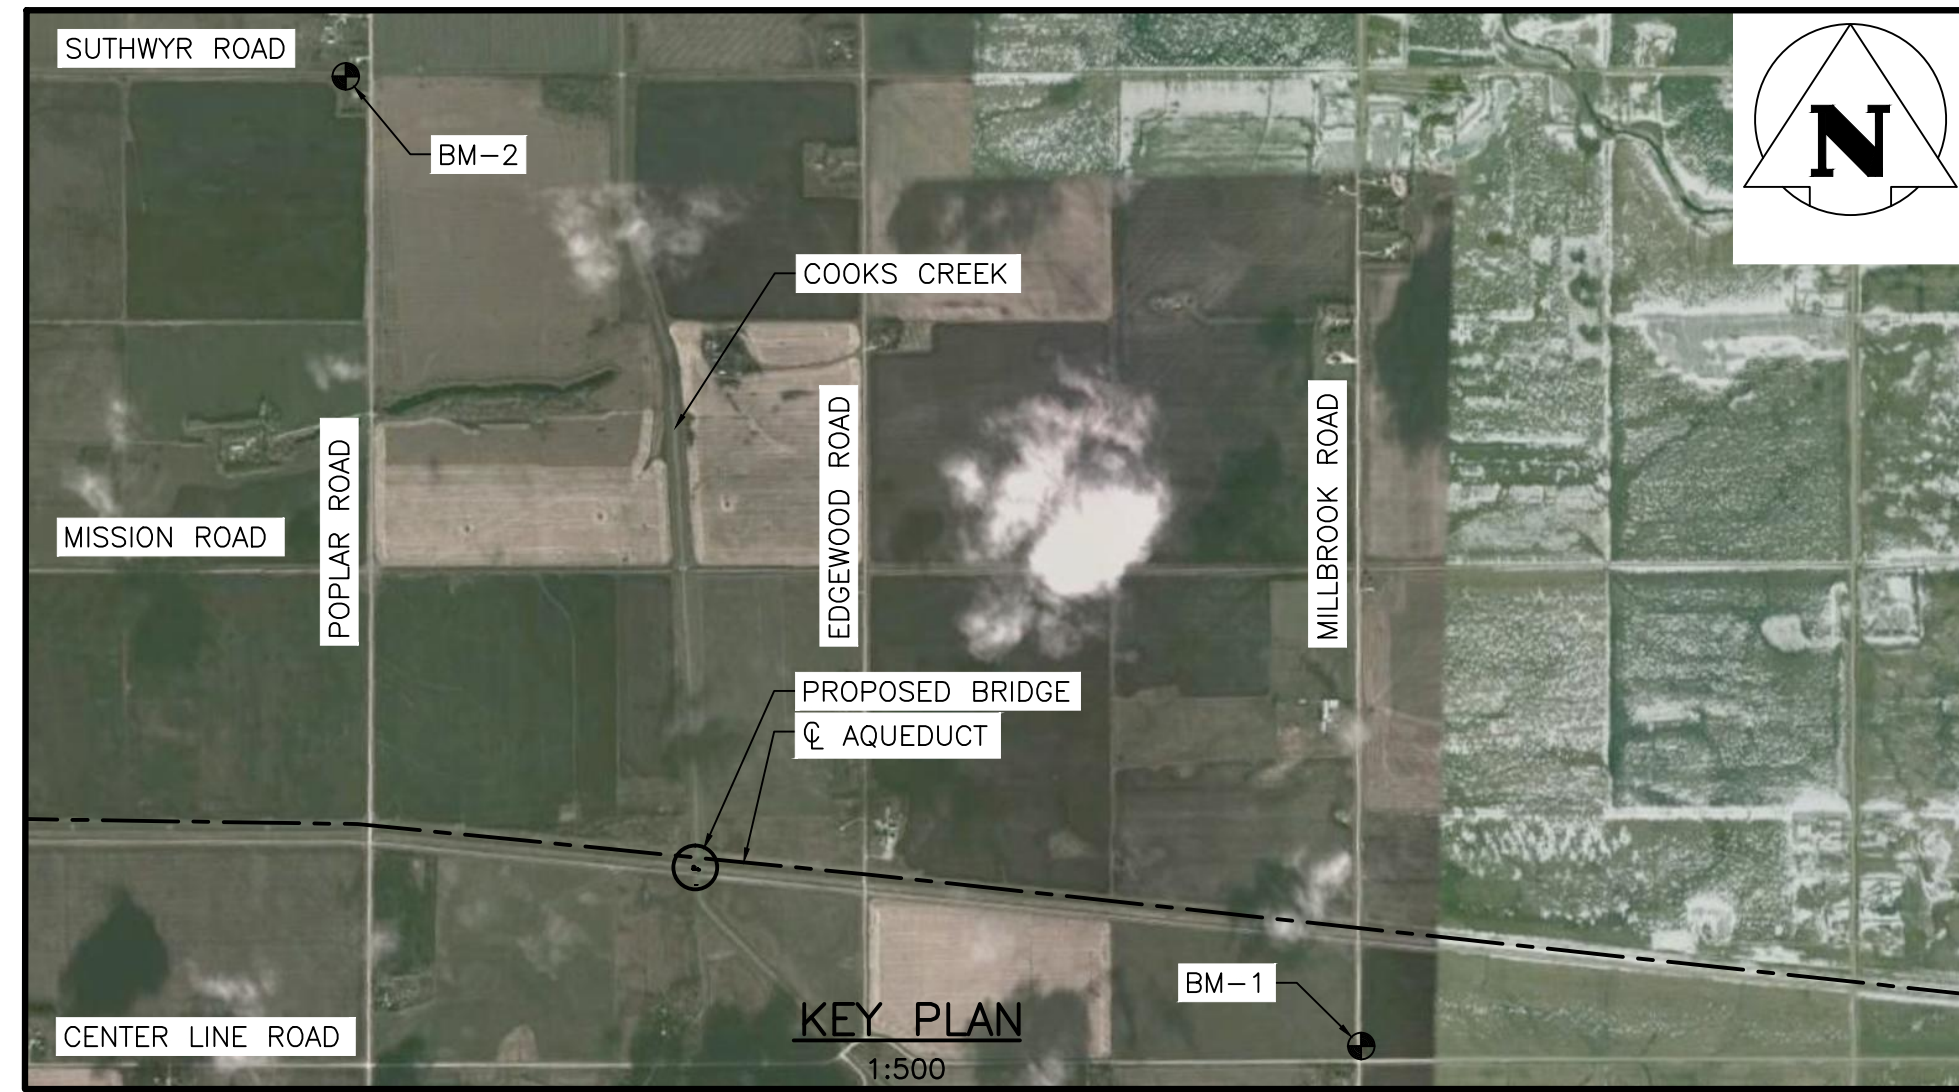 SUTHWYR ROAD
N
BM-2
COOKS CREEK
POPLAR ROAD
EDGEWOOD ROAD
MILLBROOK ROAD
MISSION ROAD
PROPOSED BRIDGE
℄ AQUEDUCT
BM-1
KEY PLAN
1:500
CENTER LINE ROAD